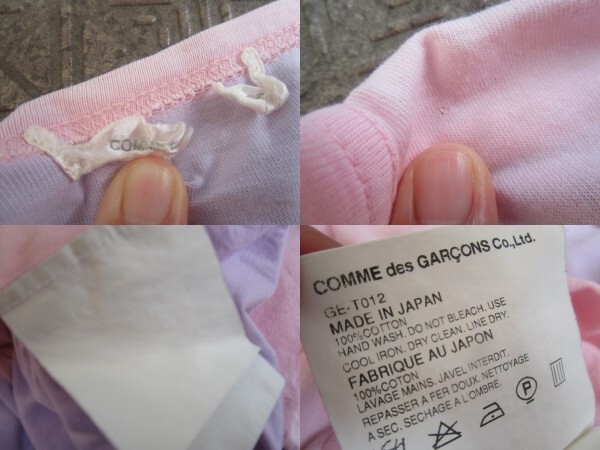 COMME
COMME des GARÇONS Co.,Ltd.
GE-T012
MADE IN JAPAN
100%COTTON
HAND WASH. DO NOT BLEACH. USE
COOL IRON. DRY CLEAN. LINE DRY.
FABRIQUE AU JAPON
100%COTON
LAVAGE MAINS. JAVEL INTERDIT.
REPASSER A FER DOUX. NETTOYAGE
A SEC. SECHAGE A L'OMBRE.
P